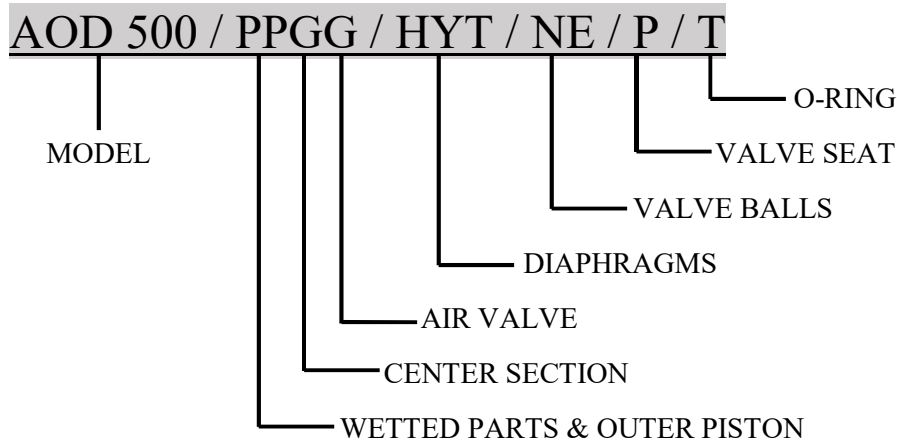 AOD 500 / PPGG / HYT / NE / P / T
O-RING
MODEL
VALVE SEAT
VALVE BALLS
DIAPHRAGMS
AIR VALVE
CENTER SECTION
WETTED PARTS & OUTER PISTON